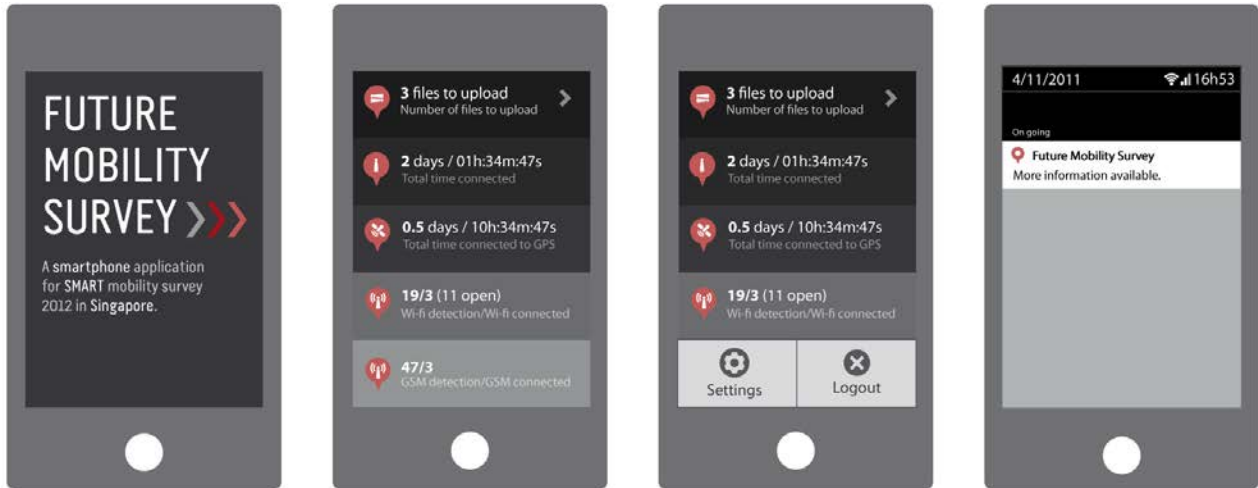 FUTURE
MOBILITY
SURVEY
A smartphone application
for SMART mobility survey
2012 in Singapore.
3 files to upload
Number of files to upload
2 days / 01h:34m:47s
Total time connected
0.5 days / 10h:34m:47s
Total time connected to GPS
19/3 (11 open)
Wi-fi detection/Wi-fi connected
47/3
GSM detection/GSM connected
3 files to upload
Number of files to upload
2 days / 01h:34m:47s
Total time connected
0.5 days / 10h:34m:47s
Total time connected to GPS
19/3 (11 open)
Wi-fi detection/Wi-fi connected
Settings
Logout
4/11/2011 16h53
On going
Future Mobility Survey
More information available.